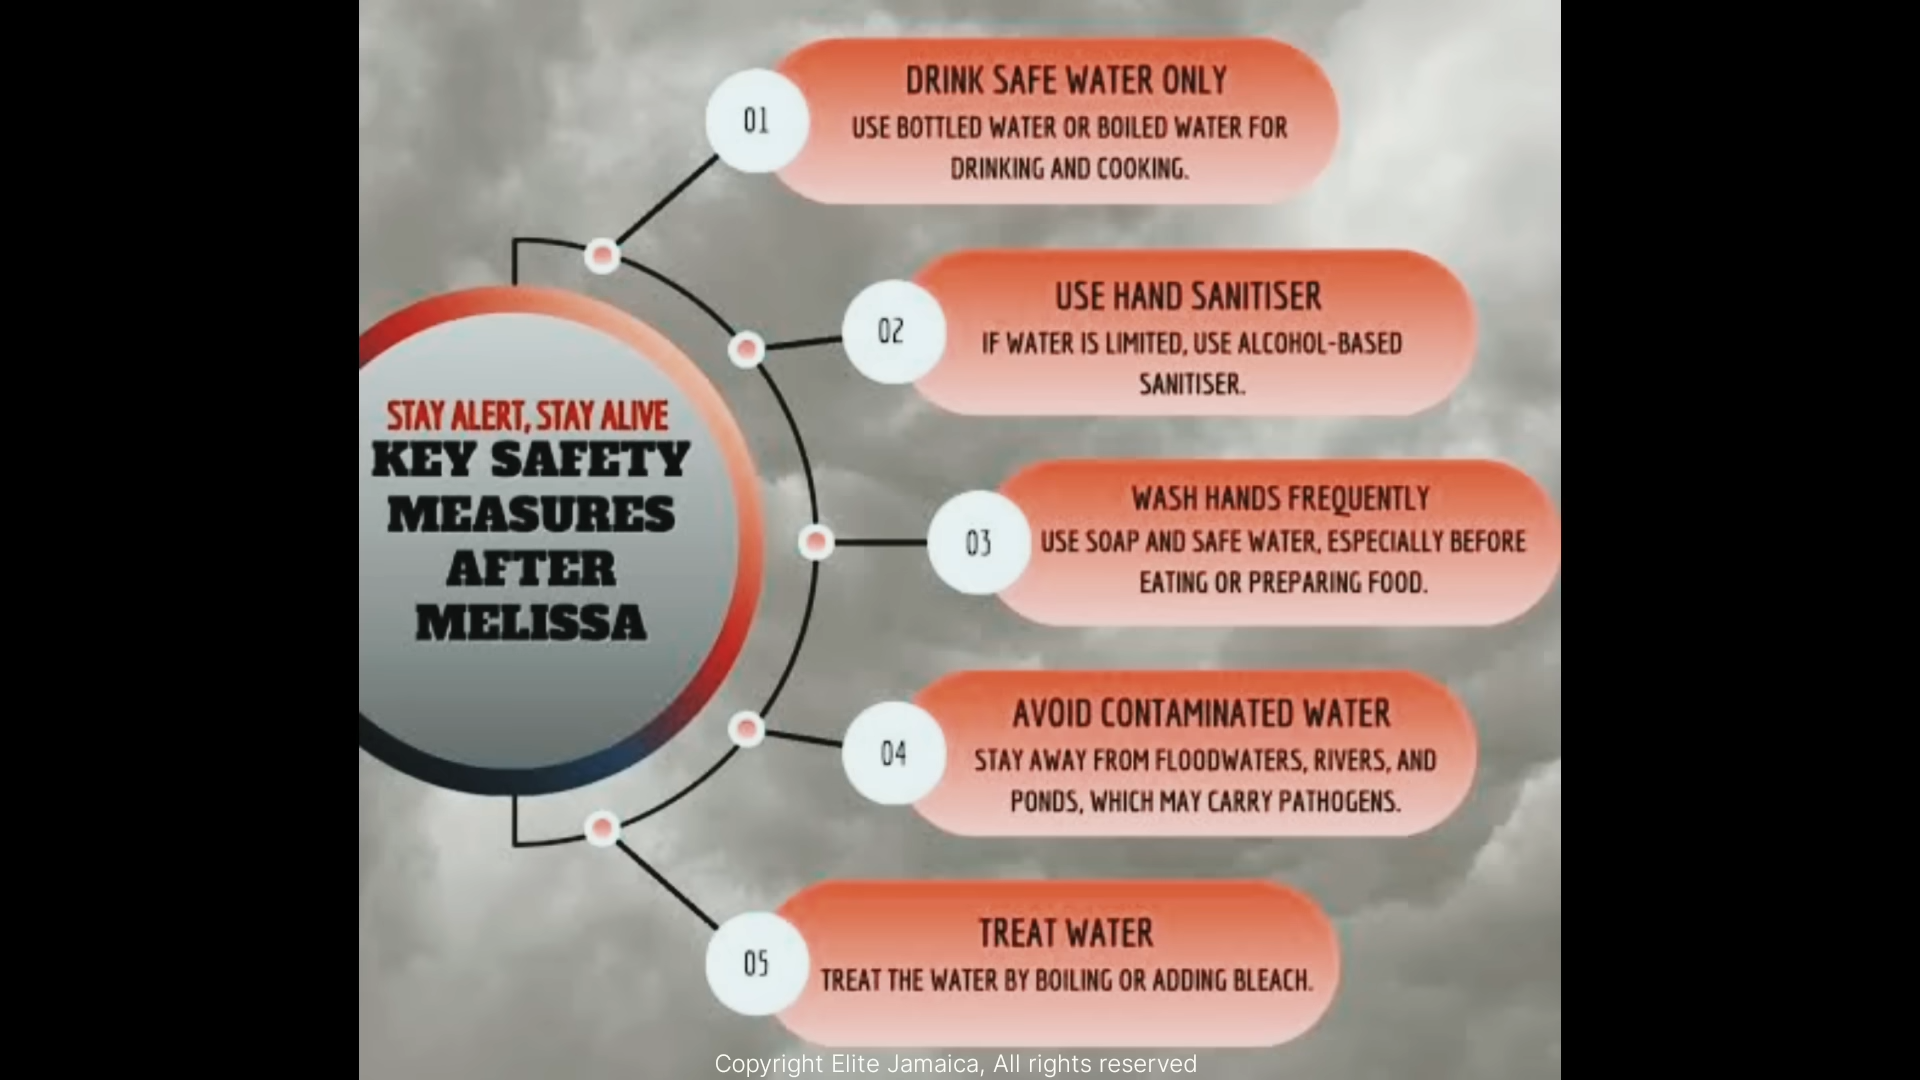 STAY ALERT, STAY ALIVE
KEY SAFETY
MEASURES
AFTER
MELISSA
01
DRINK SAFE WATER ONLY
USE BOTTLED WATER OR BOILED WATER FOR
DRINKING AND COOKING.
02
USE HAND SANITISER
IF WATER IS LIMITED, USE ALCOHOL-BASED
SANITISER.
03
WASH HANDS FREQUENTLY
USE SOAP AND SAFE WATER, ESPECIALLY BEFORE
EATING OR PREPARING FOOD.
04
AVOID CONTAMINATED WATER
STAY AWAY FROM FLOODWATERS, RIVERS, AND
PONDS, WHICH MAY CARRY PATHOGENS.
05
TREAT WATER
TREAT THE WATER BY BOILING OR ADDING BLEACH.
Copyright Elite Jamaica, All rights reserved